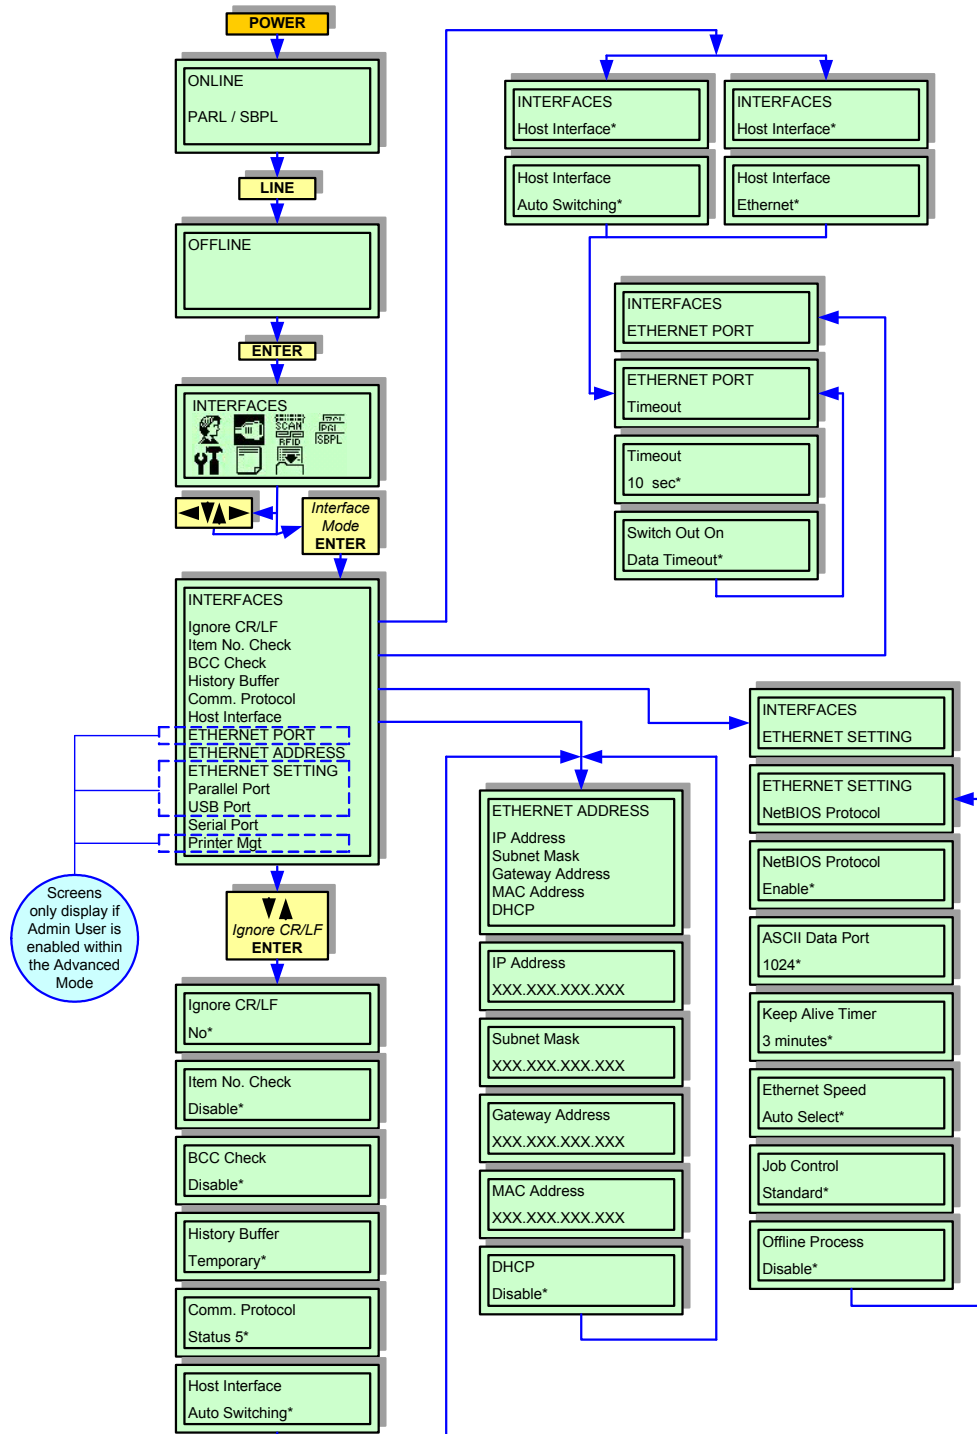 POWER
ONLINE
PARL / SBPL
LINE
OFFLINE
ENTER
INTERFACES
SCAN
RFID
IPGL
ISBPL
Interface
Mode
ENTER
INTERFACES
Ignore CR/LF
Item No. Check
BCC Check
History Buffer
Comm. Protocol
Host Interface
ETHERNET PORT
ETHERNET ADDRESS
ETHERNET SETTING
Parallel Port
USB Port
Serial Port
Printer Mgt
Screens
only display if
Admin User is
enabled within
the Advanced
Mode
Ignore CR/LF
ENTER
Ignore CR/LF
No*
Item No. Check
Disable*
BCC Check
Disable*
History Buffer
Temporary*
Comm. Protocol
Status 5*
Host Interface
Auto Switching*
INTERFACES
Host Interface*
Host Interface
Auto Switching*
INTERFACES
Host Interface*
Host Interface
Ethernet*
INTERFACES
ETHERNET PORT
ETHERNET PORT
Timeout
Timeout
10 sec*
Switch Out On
Data Timeout*
ETHERNET ADDRESS
IP Address
Subnet Mask
Gateway Address
MAC Address
DHCP
IP Address
XXX.XXX.XXX.XXX
Subnet Mask
XXX.XXX.XXX.XXX
Gateway Address
XXX.XXX.XXX.XXX
MAC Address
XXX.XXX.XXX.XXX
DHCP
Disable*
INTERFACES
ETHERNET SETTING
ETHERNET SETTING
NetBIOS Protocol
NetBIOS Protocol
Enable*
ASCII Data Port
1024*
Keep Alive Timer
3 minutes*
Ethernet Speed
Auto Select*
Job Control
Standard*
Offline Process
Disable*